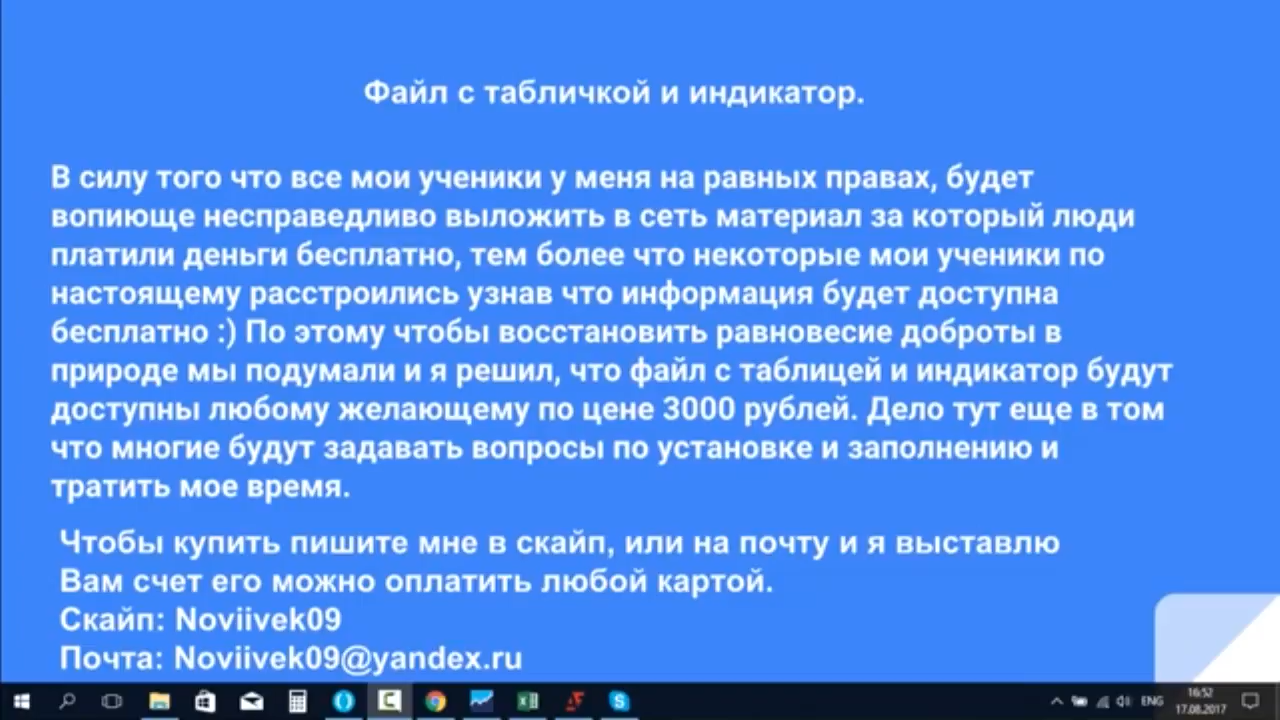 Файл с табличкой и индикатор.
В силу того что все мои ученики у меня на равных правах, будет
вопиюще несправедливо выложить в сеть материал за который люди
платили деньги бесплатно, тем более что некоторые мои ученики по
настоящему расстроились узнав что информация будет доступна
бесплатно :) По этому чтобы восстановить равновесие доброты в
природе мы подумали и я решил, что файл с таблицей и индикатор будут
доступны любому желающему по цене 3000 рублей. Дело тут еще в том
что многие будут задавать вопросы по установке и заполнению и
тратить мое время.
Чтобы купить пишите мне в скайп, или на почту и я выставлю
Вам счет его можно оплатить любой картой.
Скайп: Noviivek09
Почта: Noviivek09@yandex.ru
ENG
16:52
17.08.2017